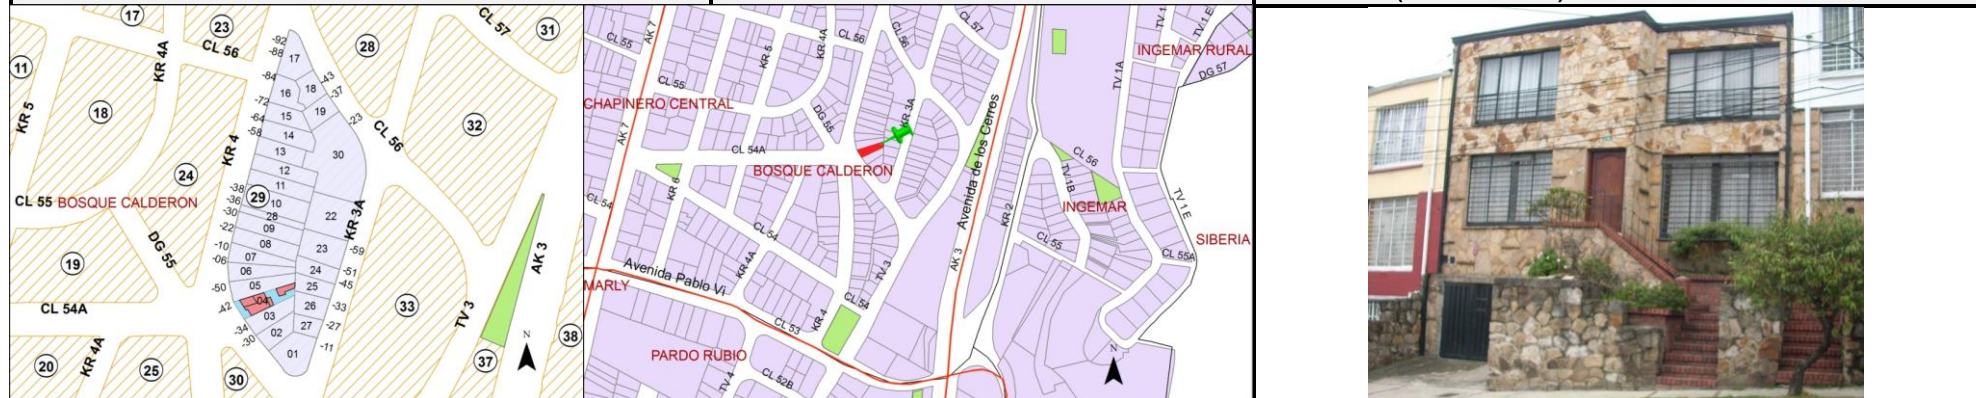 17
23
28
CL 57
31
CL 56
KR 4A
11
18
KR 5
24
KR 4
CL 56
32
-92
-88
-84
-72
-64
-58
-38
-36
-30
-22
-10
-06
-50
-42
-34
-30
17
16
18
-43
-37
15
19
-23
14
13
30
12
11
29
10
28
22
09
08
23
07
06
24
05
25
04
26
03
27
02
01
-59
-51
-45
-33
-27
-11
KR 3A
CL 55 BOSQUE CALDERON
DG 55
19
CL 54A
20
KR 4A
25
30
33
TV 3
AK 3
37
38
N
CL 55
AK 7
KR 5
KR 4A
CL 56
CL 56
CL 57
CL 55
CHAPINERO CENTRAL
DG 55
KR 3A
AK 7
CL 54A
BOSQUE CALDERON
KR 6
CL 54
CL 54
KR 4A
Avenida Pablo Vi
MARLY
CL 53
KR 4
CL 54
TV 3
PARDO RUBIO
TV 4
CL 52B
Avenida de los Cerros
AK 3
KR 2
TV 1A
TV 1
TV 1 E
INGEMAR RURAL
DG 57
CL 56
TV 1B
INGEMAR
CL 55
TV 1 E
SIBERIA
CL 55A
N